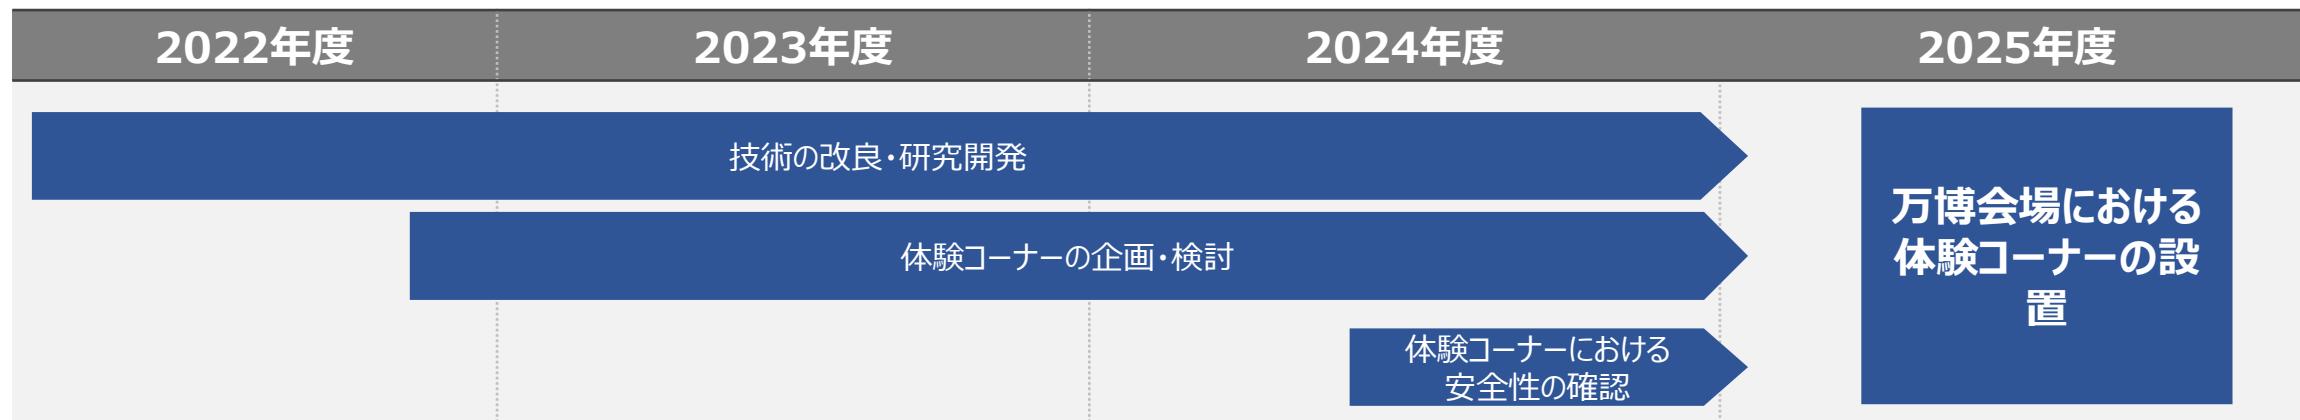 2022年度 2023年度 2024年度 2025年度
技術の改良・研究開発
体験コーナーの企画・検討
体験コーナーにおける
安全性の確認
万博会場における
体験コーナーの設
置